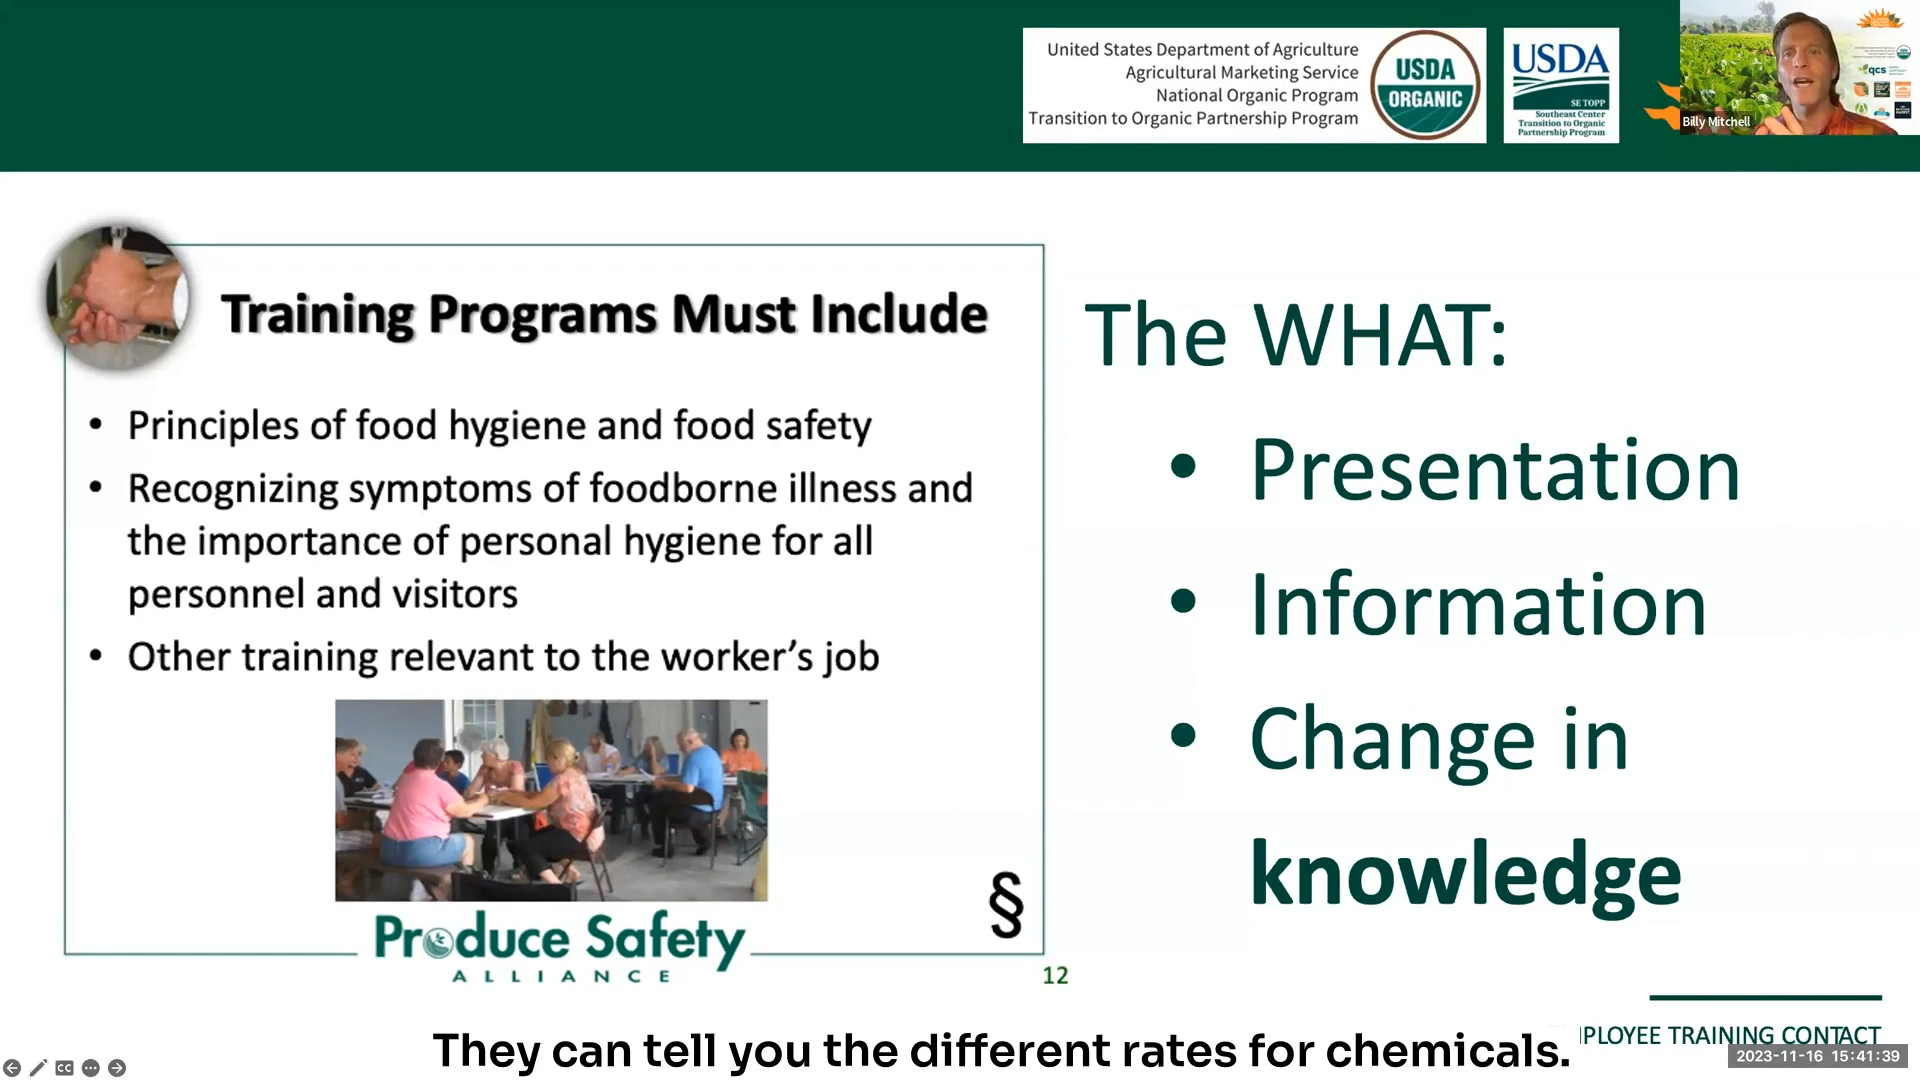 United States Department of Agriculture
Agricultural Marketing Service
National Organic Program
Transition to Organic Partnership Program
USDA
ORGANIC
USDA
SE TOPP
Southeast Center
Transition to Organic
Partnership Program
qcs
Billy Mitchell
Training Programs Must Include
• Principles of food hygiene and food safety
• Recognizing symptoms of foodborne illness and
the importance of personal hygiene for all
personnel and visitors
• Other training relevant to the worker's job
§
Produce Safety
ALLIANCE
12
The WHAT:
• Presentation
• Information
• Change in
knowledge
They can tell you the different rates for chemicals.
PLOYEE TRAINING CONTACT
CC
2023-11-16 15:41:39